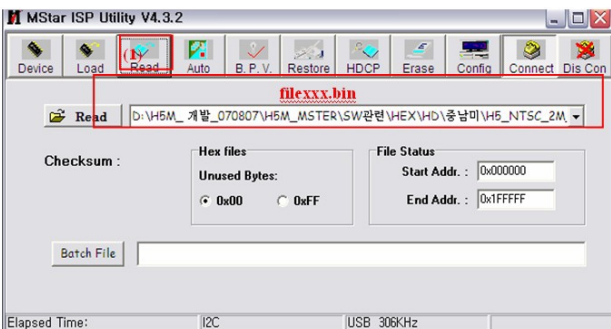 MStar ISP Utility V4.3.2
(1)
Device Load Read Auto B. P. V. Restore HDCP Erase Config Connect Dis Con
filexxx.bin
Read D:\H5M_ 개발_070807\H5M_MSTER\SW관련\HEX\HD\중남미\H5_NTSC_2M_
Checksum :
Hex files
Unused Bytes:
0x00 0xFF
File Status
Start Addr. : 0x000000
End Addr. : 0x1FFFFF
Batch File
Elapsed Time: I2C USB 306KHz